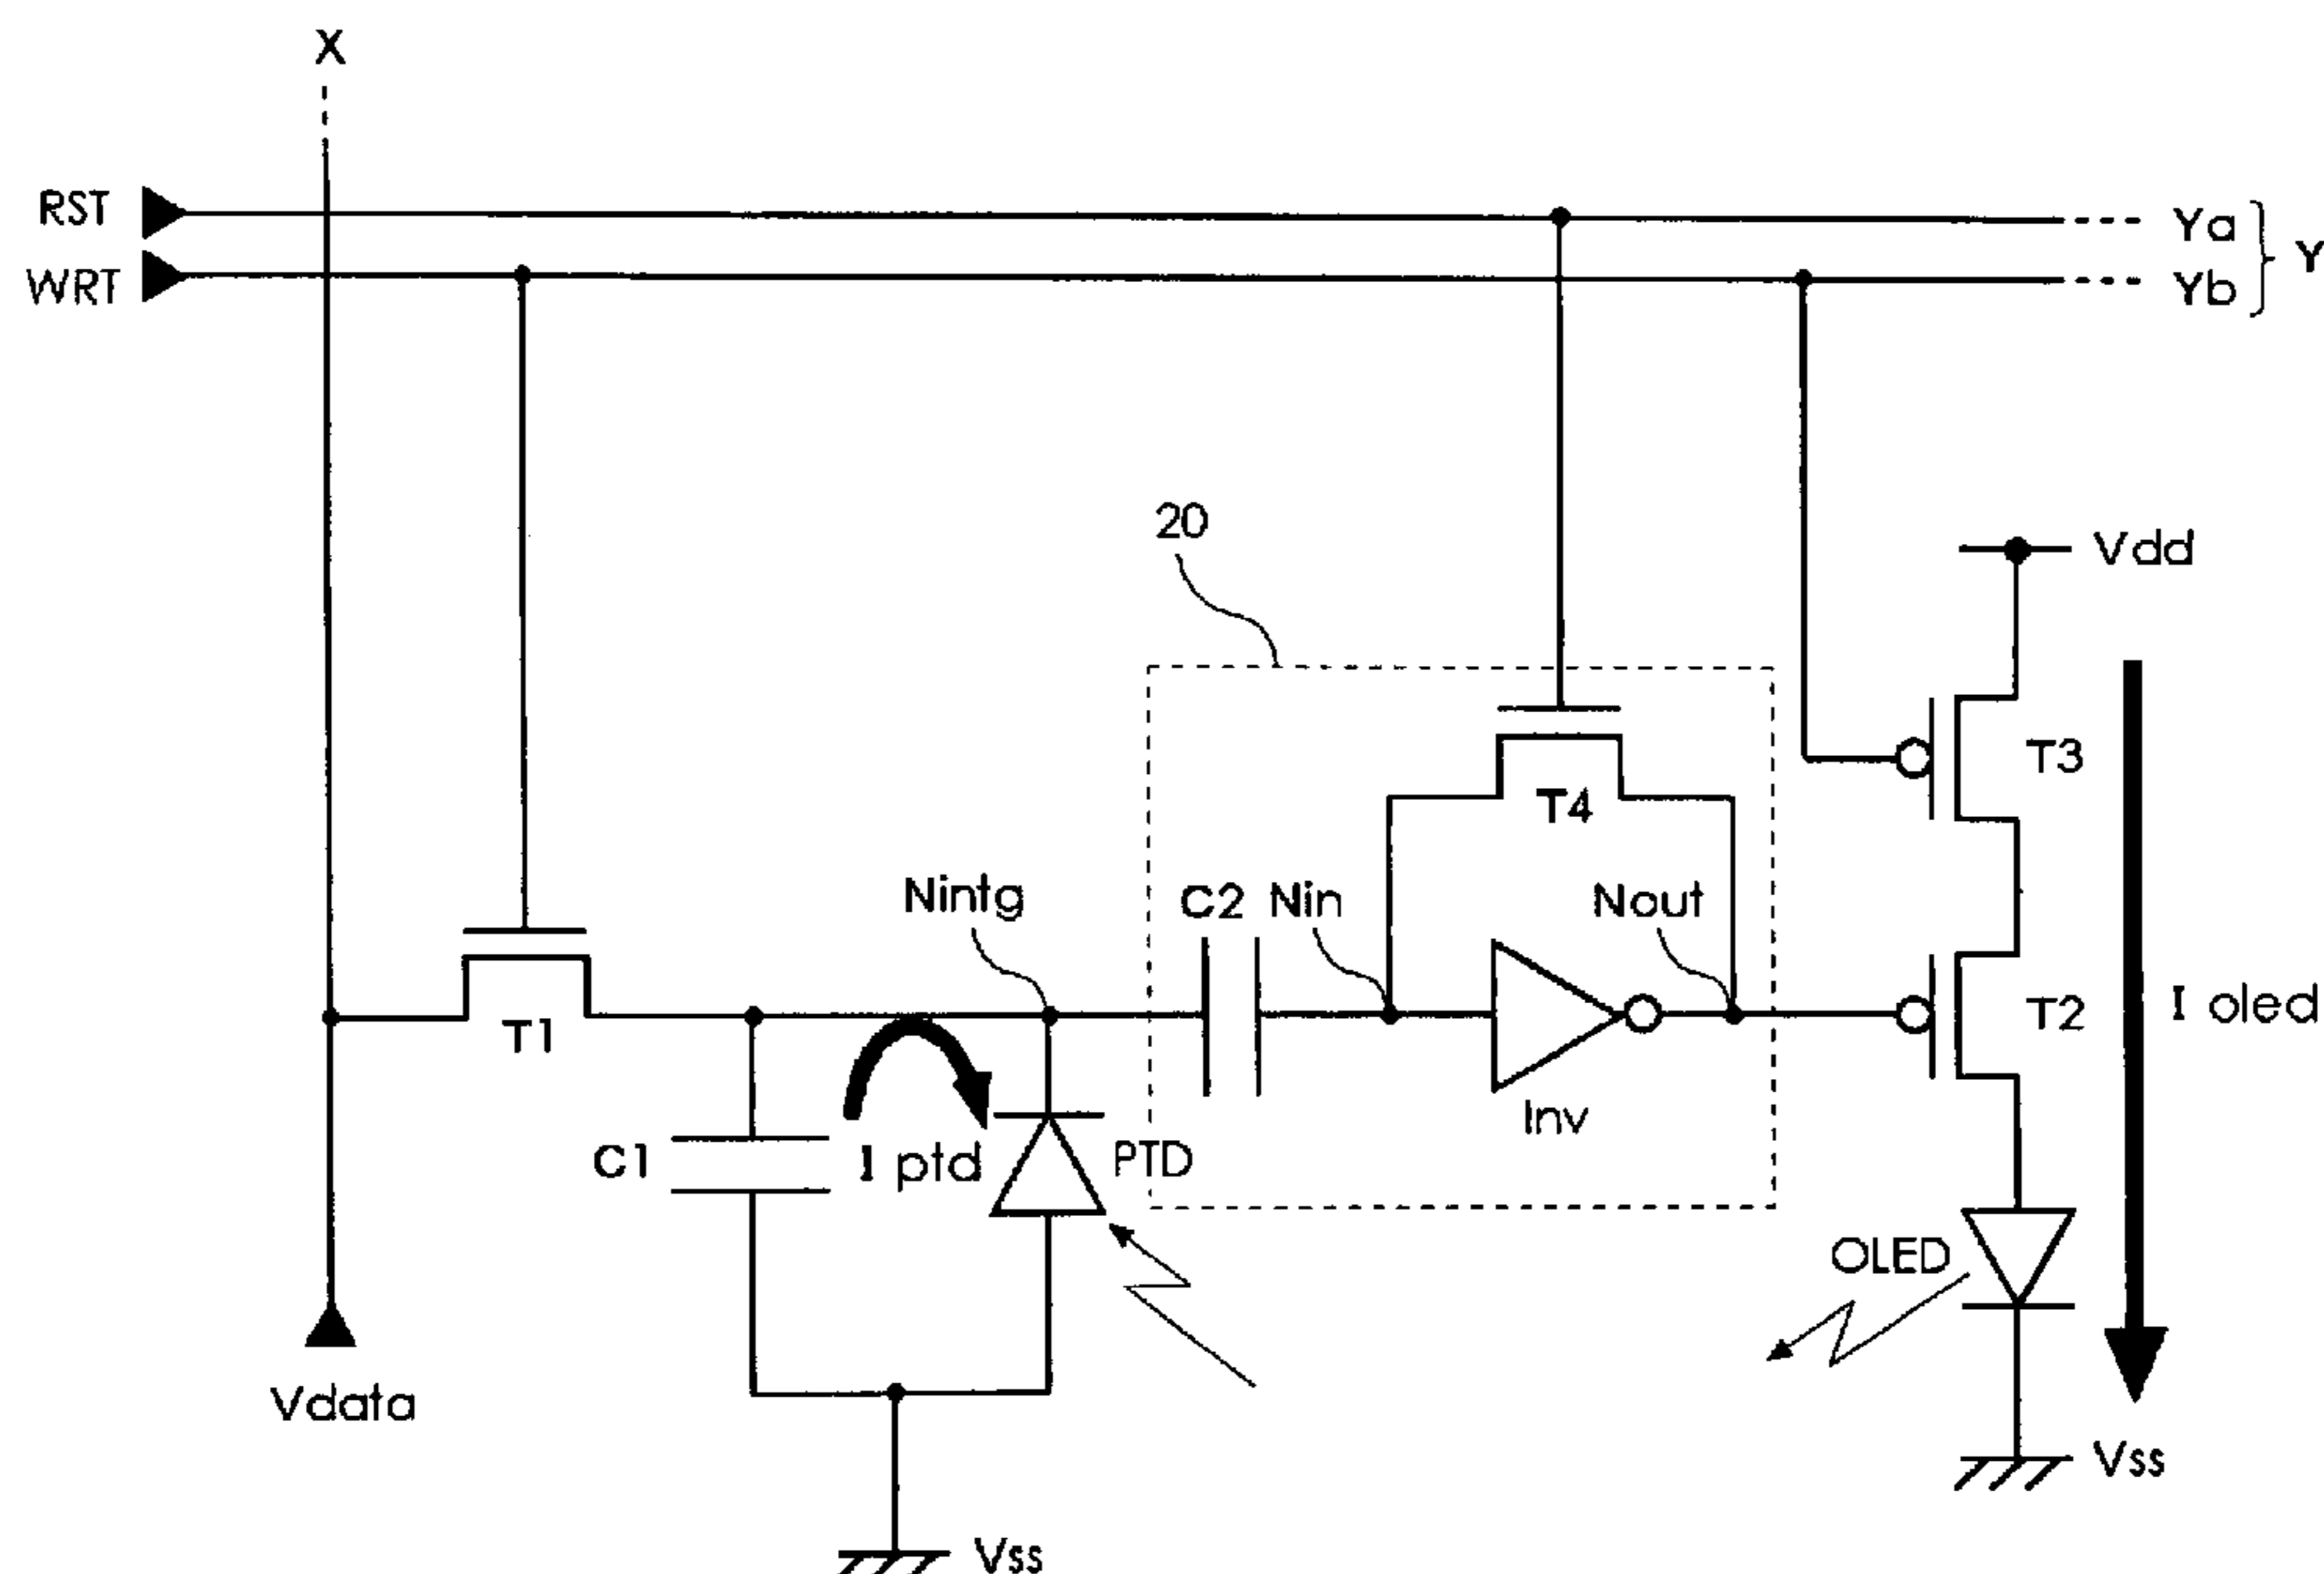 X
RST
Ya
WRT
Yb
Y
20
Vdd
T3
T4
Nintg
C2
Nin
Nout
T1
T2
I oled
Inv
C1
I ptd
PTD
OLED
Vdata
Vss
Vss